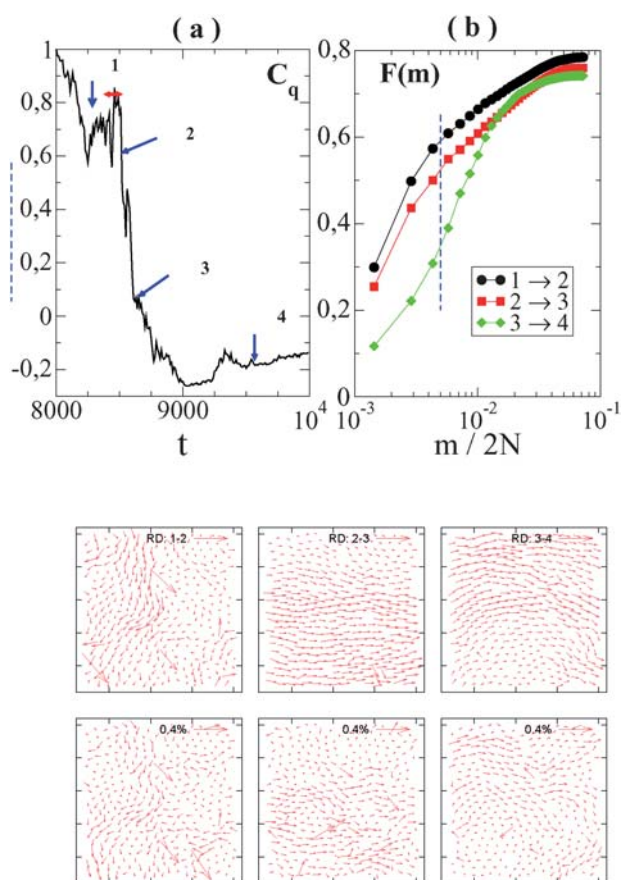 ( a )
( b )
C_q
F(m)
1
2
3
4
1
0,8
0,6
0,4
0,2
0
-0,2
8000
9000
10^4
t
0,8
0,6
0,4
0,2
0
1 → 2
2 → 3
3 → 4
10^-3
10^-2
10^-1
m / 2N
RD: 1-2
RD: 2-3
RD: 3-4
0.4%
0.4%
0.4%